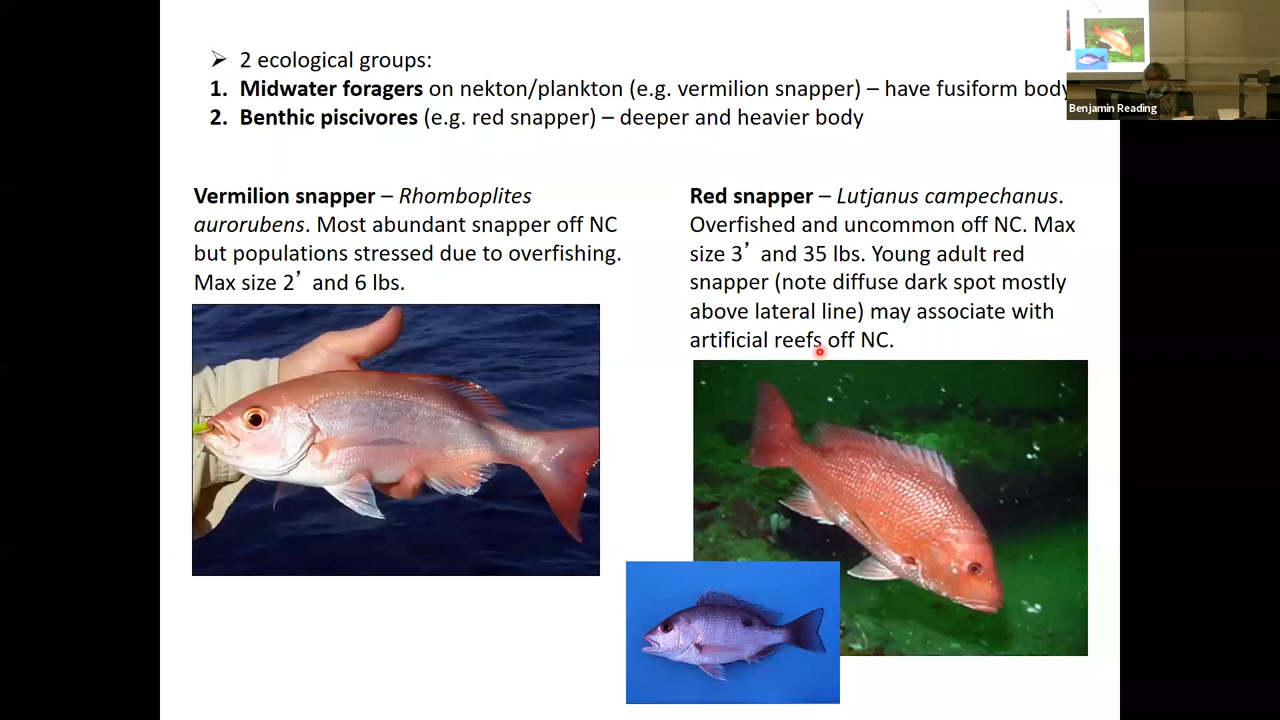 ➢ 2 ecological groups:
1. Midwater foragers on nekton/plankton (e.g. vermilion snapper) – have fusiform body
2. Benthic piscivores (e.g. red snapper) – deeper and heavier body
Vermilion snapper – Rhomboplites
aurorubens. Most abundant snapper off NC
but populations stressed due to overfishing.
Max size 2’ and 6 lbs.
Red snapper – Lutjanus campechanus.
Overfished and uncommon off NC. Max
size 3’ and 35 lbs. Young adult red
snapper (note diffuse dark spot mostly
above lateral line) may associate with
artificial reefs off NC.
Benjamin Reading